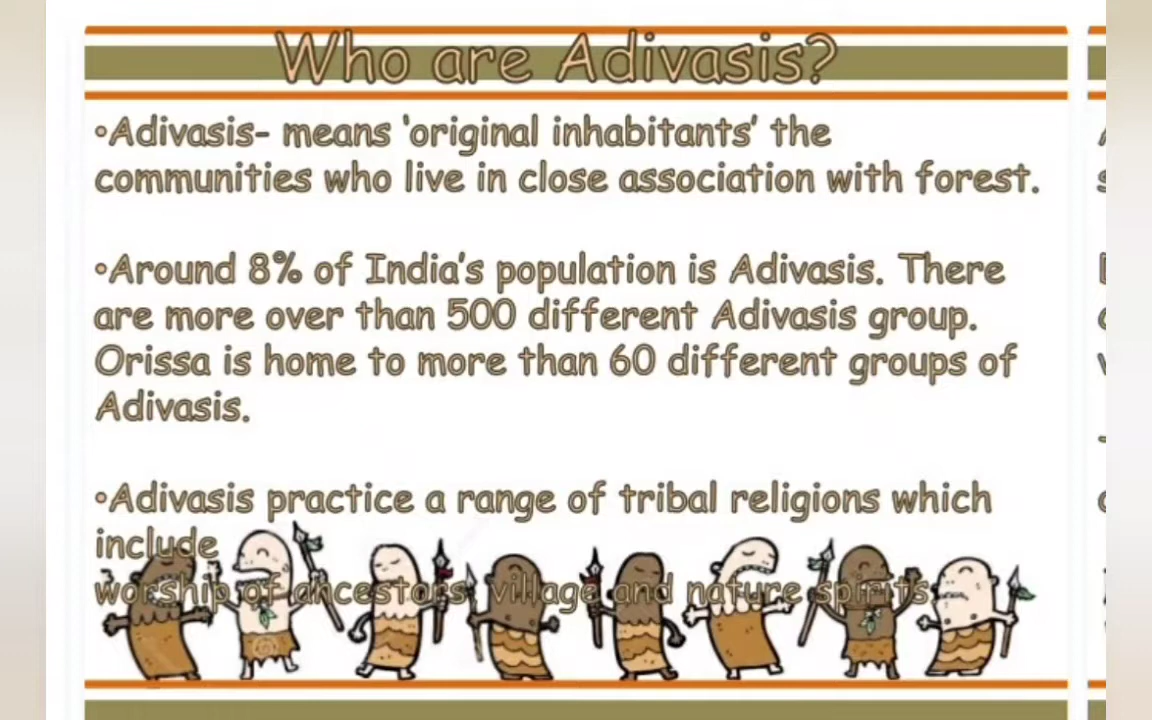 Who are Adivasis?
•Adivasis- means ‘original inhabitants’ the
communities who live in close association with forest.
•Around 8% of India’s population is Adivasis. There
are more over than 500 different Adivasis group.
Orissa is home to more than 60 different groups of
Adivasis.
•Adivasis practice a range of tribal religions which
include
worship of ancestors, village and nature spirits.